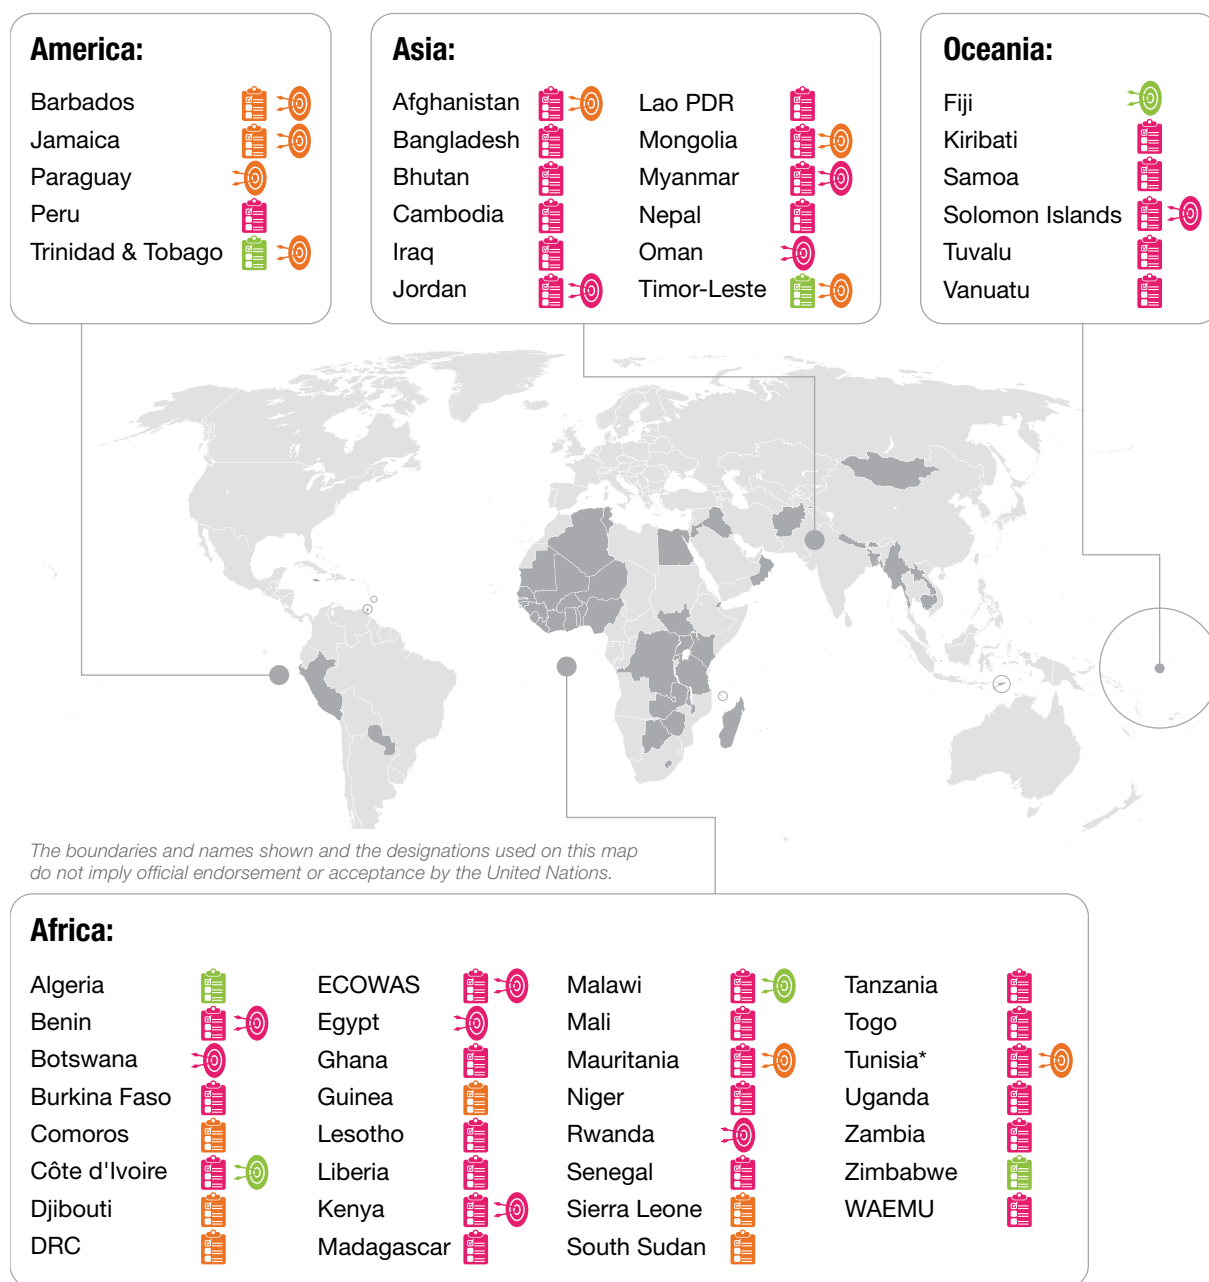 America:
Barbados
Jamaica
Paraguay
Peru
Trinidad & Tobago
Asia:
Afghanistan
Bangladesh
Bhutan
Cambodia
Iraq
Jordan
Lao PDR
Mongolia
Myanmar
Nepal
Oman
Timor-Leste
Oceania:
Fiji
Kiribati
Samoa
Solomon Islands
Tuvalu
Vanuatu
The boundaries and names shown and the designations used on this map
do not imply official endorsement or acceptance by the United Nations.
Africa:
Algeria
Benin
Botswana
Burkina Faso
Comoros
Côte d'Ivoire
Djibouti
DRC
ECOWAS
Egypt
Ghana
Guinea
Lesotho
Liberia
Kenya
Madagascar
Malawi
Mali
Mauritania
Niger
Rwanda
Senegal
Sierra Leone
South Sudan
Tanzania
Togo
Tunisia*
Uganda
Zambia
Zimbabwe
WAEMU